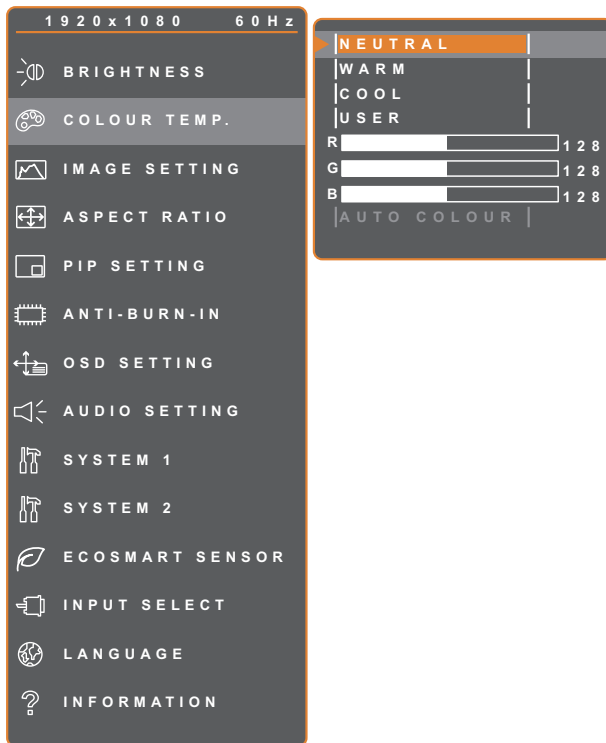 1920x1080 60Hz
BRIGHTNESS
COLOUR TEMP.
IMAGE SETTING
ASPECT RATIO
PIP SETTING
ANTI-BURN-IN
OSD SETTING
AUDIO SETTING
SYSTEM 1
SYSTEM 2
ECOSMART SENSOR
INPUT SELECT
LANGUAGE
INFORMATION
NEUTRAL
WARM
COOL
USER
R 128
G 128
B 128
AUTO COLOUR